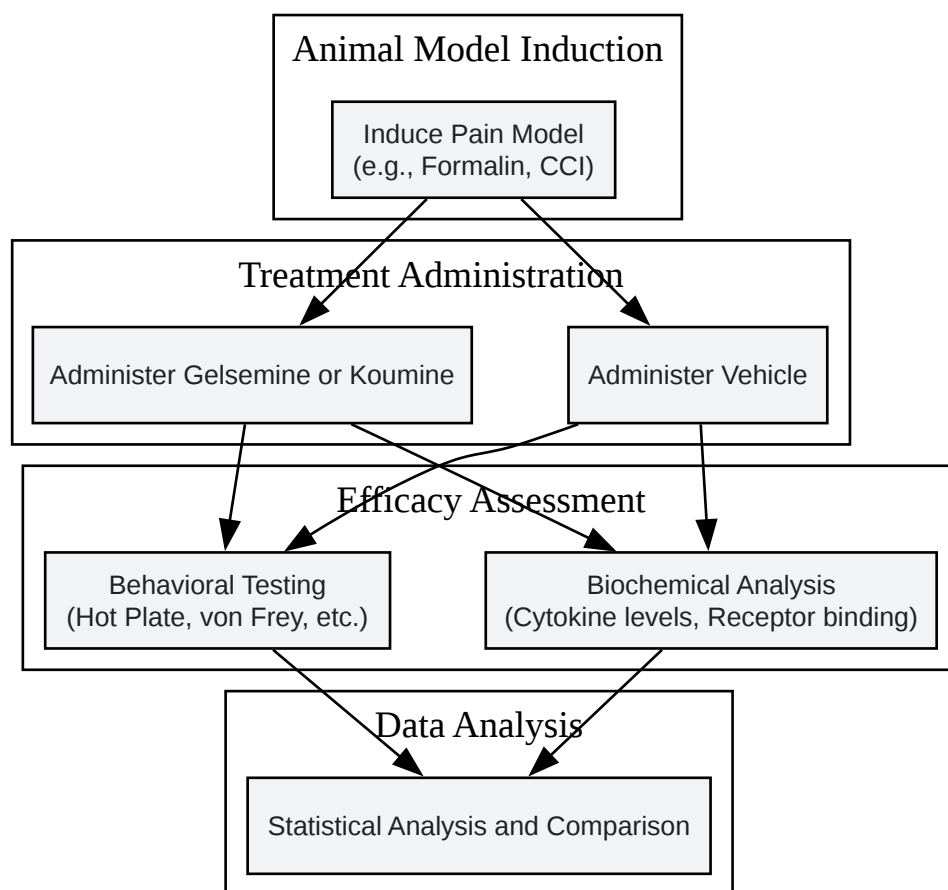 Animal Model Induction
Induce Pain Model
(e.g., Formalin, CCI)
Treatment Administration
Administer Gelsemine or Koumine
Administer Vehicle
Efficacy Assessment
Behavioral Testing
(Hot Plate, von Frey, etc.)
Biochemical Analysis
(Cytokine levels, Receptor binding)
Data Analysis
Statistical Analysis and Comparison